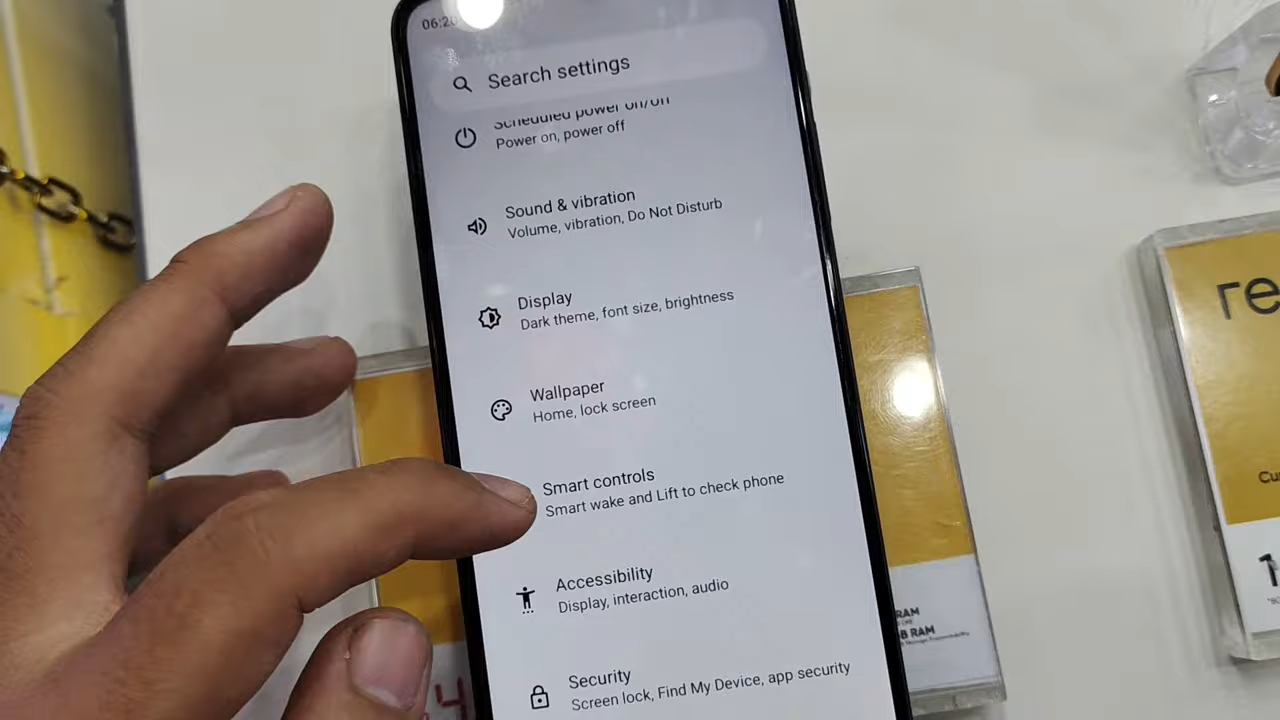 06:20
Search settings
Scheduled power on/off
Power on, power off
Sound & vibration
Volume, vibration, Do Not Disturb
Display
Dark theme, font size, brightness
Wallpaper
Home, lock screen
Smart controls
Smart wake and Lift to check phone
Accessibility
Display, interaction, audio
Security
Screen lock, Find My Device, app security
re
RAM
B RAM
Cu